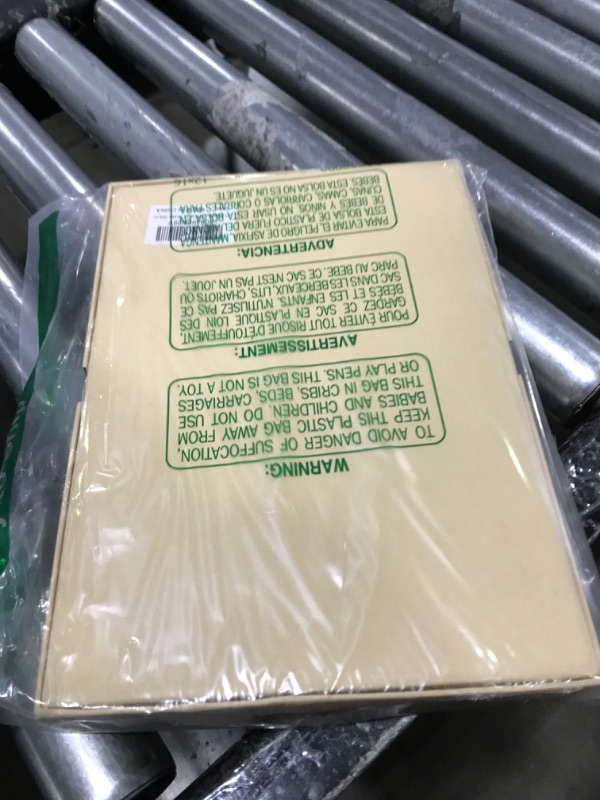 WARNING:
TO AVOID DANGER OF SUFFOCATION,
KEEP THIS PLASTIC BAG AWAY FROM
BABIES AND CHILDREN. DO NOT USE
THIS BAG IN CRIBS, BEDS, CARRIAGES
OR PLAY PENS. THIS BAG IS NOT A TOY.
AVERTISSEMENT:
POUR ÉVITER TOUT RISQUE D'ÉTOUFFEMENT,
GARDEZ CE SAC EN PLASTIQUE LOIN DES
BÉBÉS ET LES ENFANTS. N'UTILISEZ PAS CE
SAC DANS LES BERCEAUX, LITS, CHARIOTS OU
PARC AU BEBE. CE SAC N'EST PAS UN JOUET.
ADVERTENCIA:
PARA EVITAR EL PELIGRO DE ASFIXIA, MANTENGA
ESTA BOLSA DE PLASTICO FUERA DEL
DE BEBES Y NINOS. NO USAR ESTA BOLSA EN
CUNAS, CAMAS, CARRIOLAS O CORRALES PARA
BEBES. ESTA BOLSA NO ES UN JUGUETE.
12x16